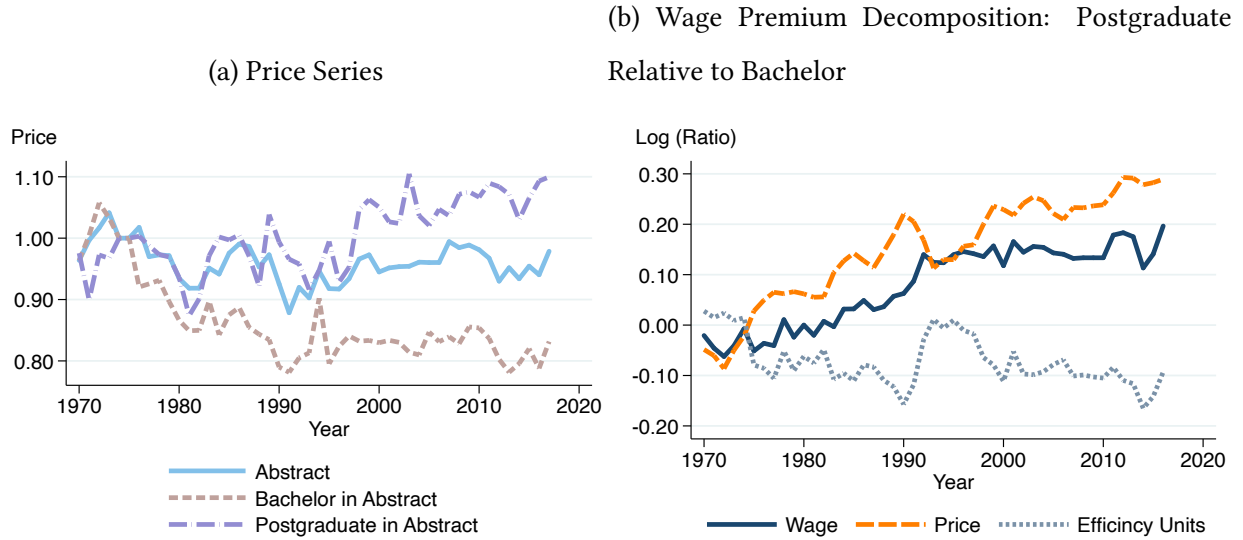 (a) Price Series
Price
1.10
1.00
0.90
0.80
1970 1980 1990 2000 2010 2020
Year
Abstract
Bachelor in Abstract
Postgraduate in Abstract
(b) Wage Premium Decomposition: Postgraduate
Relative to Bachelor
Log (Ratio)
0.30
0.20
0.10
0.00
-0.10
-0.20
1970 1980 1990 2000 2010 2020
Year
Wage Price Efficincy Units